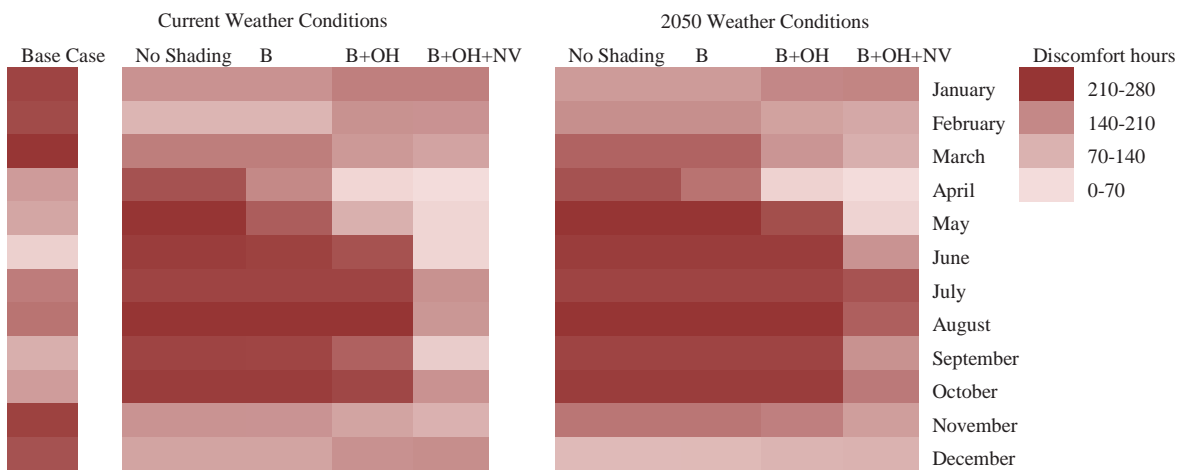 Current Weather Conditions 2050 Weather Conditions
Base Case No Shading B B+OH B+OH+NV No Shading B B+OH B+OH+NV Discomfort hours
January 210-280
February 140-210
March 70-140
April 0-70
May
June
July
August
September
October
November
December